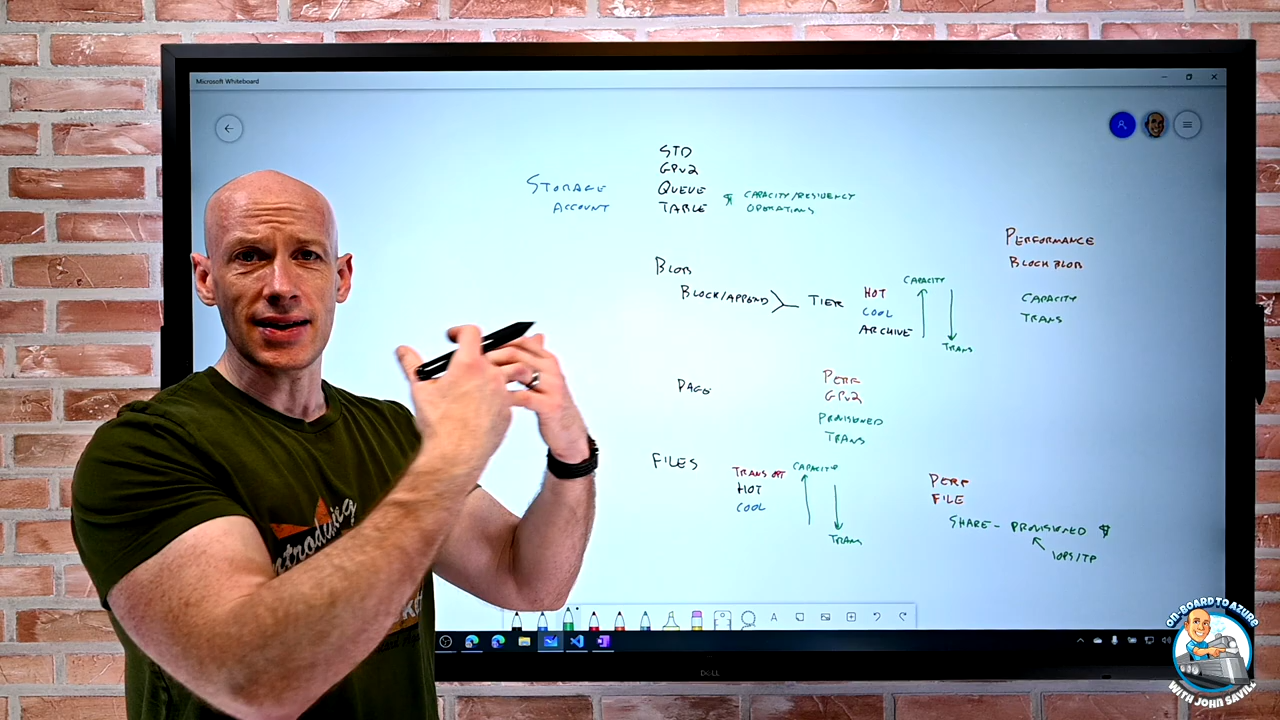 Microsoft Whiteboard
STD
GPv2
STORAGE
ACCOUNT
QUEUE
TABLE
$ CAPACITY/RESIDENCY
OPERATIONS
BLOB
BLOCK/APPEND
TIER
HOT
COOL
ARCHIVE
CAPACITY
TRANS
PERFORMANCE
BLOCK BLOB
CAPACITY
TRANS
PAGE
PERF
GPv2
PROVISIONED
TRANS
FILES
TRANS OPT
HOT
COOL
CAPACITY
TRANS
PERF
FILE
SHARE - PROVISIONED $
IOPS/TP
Introducing
DELL
ON-BOARD TO AZURE
WITH JOHN SAVILL